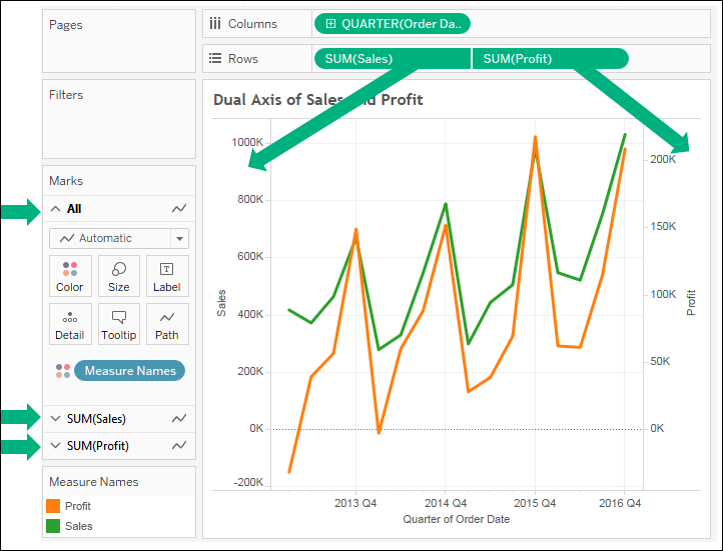 Pages
Columns
QUARTER(Order Da..
Rows
SUM(Sales)
SUM(Profit)
Filters
Marks
All
Automatic
Color
Size
Label
Detail
Tooltip
Path
Measure Names
SUM(Sales)
SUM(Profit)
Measure Names
Profit
Sales
Dual Axis of Sales and Profit
1000K
800K
600K
400K
200K
0K
-200K
Sales
200K
150K
100K
50K
0K
Profit
2013 Q4
2014 Q4
2015 Q4
2016 Q4
Quarter of Order Date